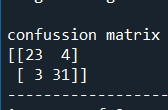 confussion matrix
[[23  4]
 [ 3 31]]
----------------------